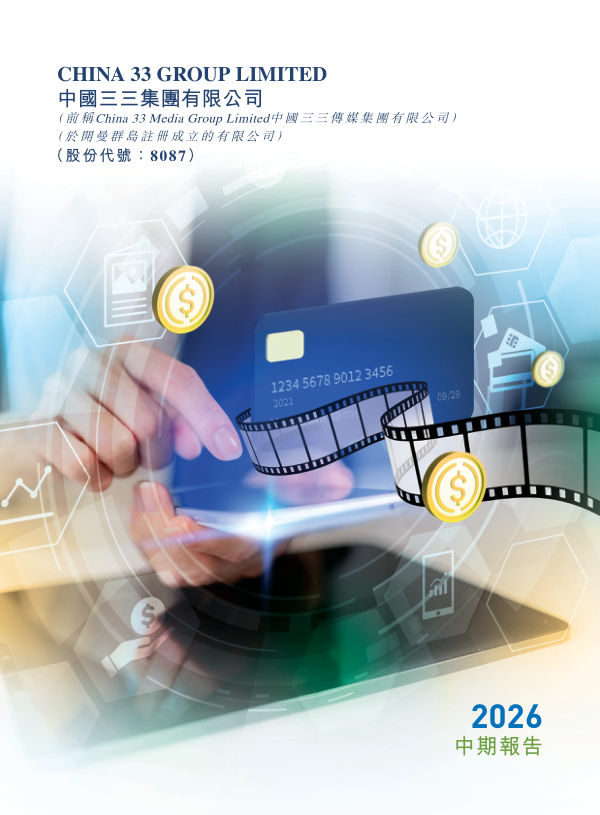 CHINA 33 GROUP LIMITED
中國三三集團有限公司
(前稱China 33 Media Group Limited中國三三傳媒集團有限公司)
(於開曼群島註冊成立的有限公司)
(股份代號：8087)
1234 5678 9012 3456
2021
09/29
2026
中期報告